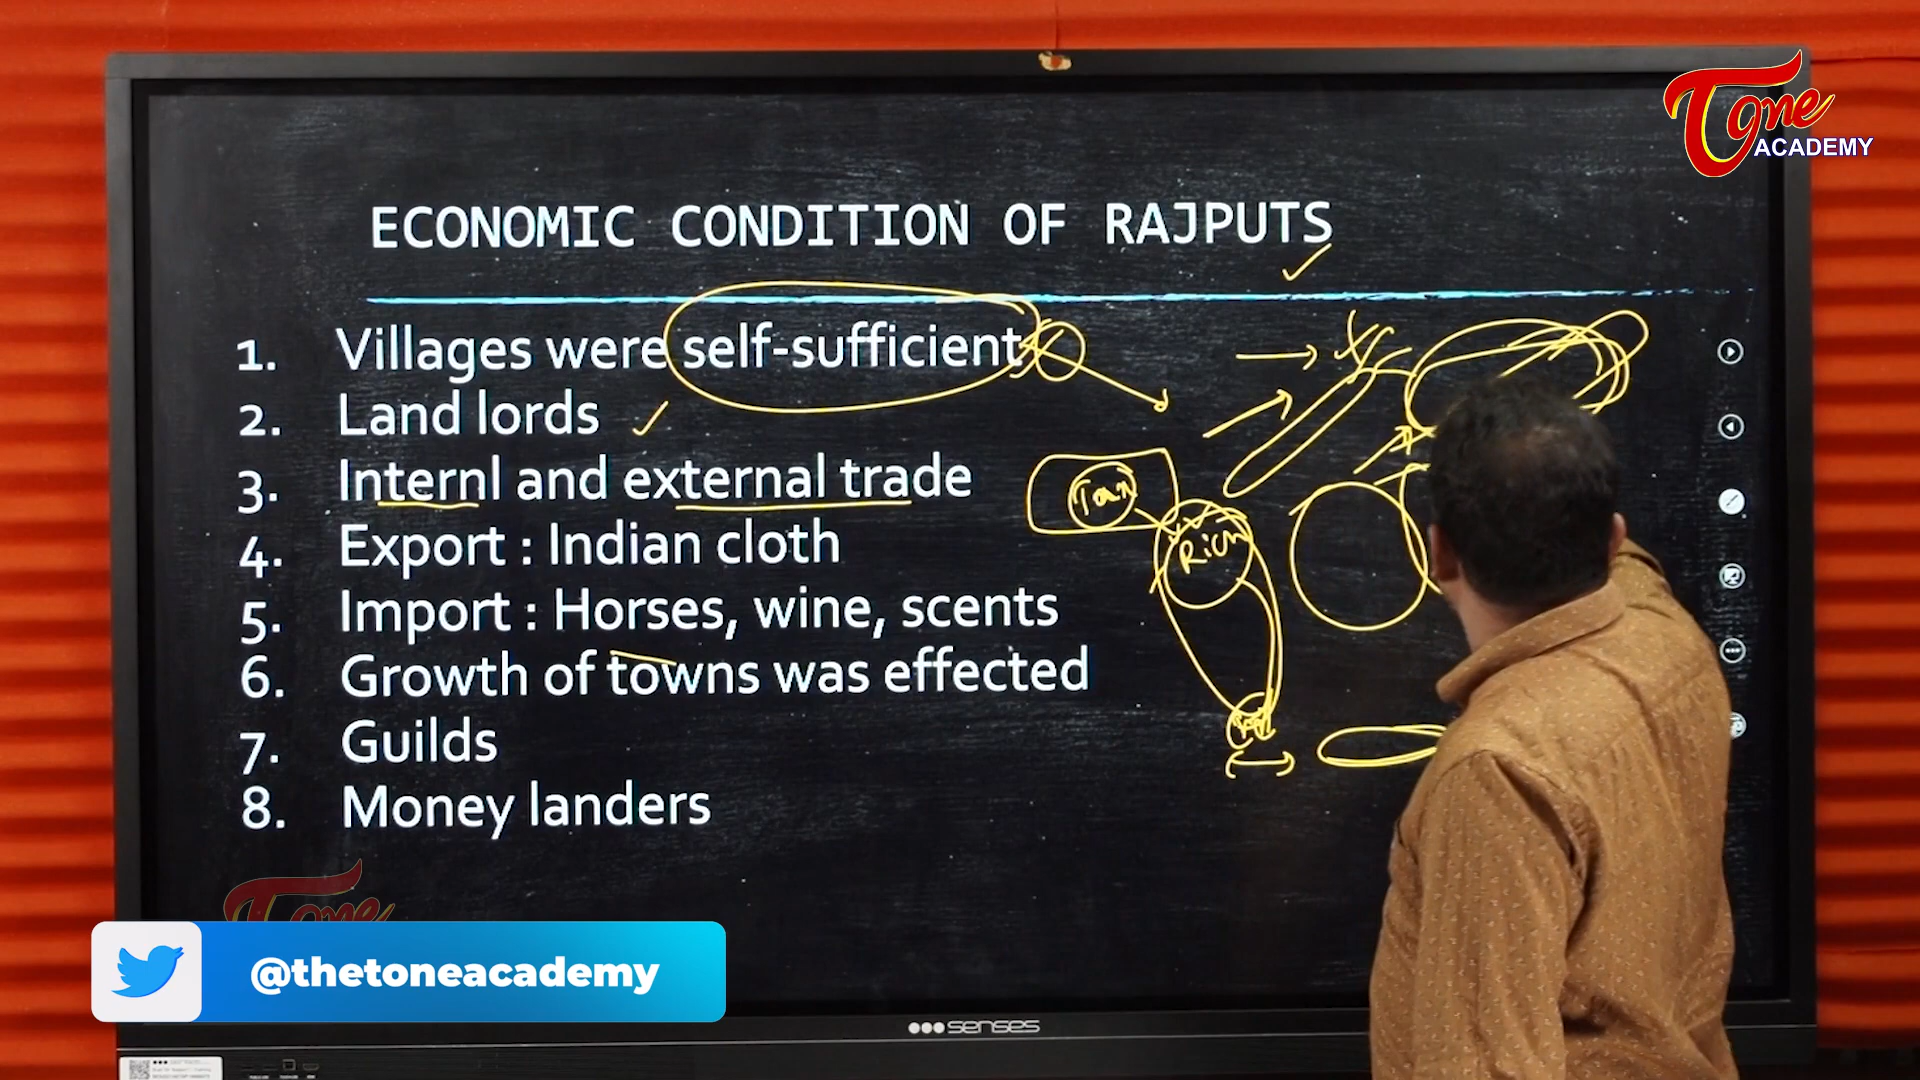 Tone
ACADEMY
ECONOMIC CONDITION OF RAJPUTS
1. Villages were self-sufficient
2. Land lords
3. Internl and external trade
Tax
Rich
4. Export : Indian cloth
5. Import : Horses, wine, scents
6. Growth of towns was effected
7. Guilds
8. Money landers
Tone
@thetoneacademy
senses